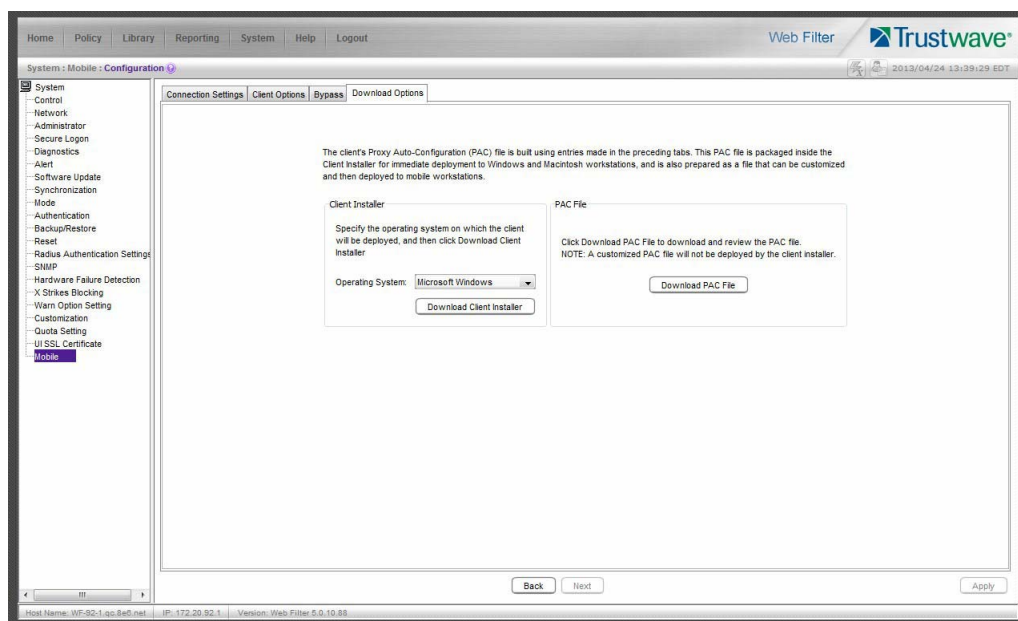 Home Policy Library Reporting System Help Logout
Web Filter
Trustwave®
System : Mobile : Configuration
2013/04/24 13:39:29 EDT
System
Control
Network
Administrator
Secure Logon
Diagnostics
Alert
Software Update
Synchronization
Mode
Authentication
Backup/Restore
Reset
Radius Authentication Settings
SNMP
Hardware Failure Detection
X Strikes Blocking
Warn Option Setting
Customization
Quota Setting
UI SSL Certificate
Mobile
Connection Settings Client Options Bypass Download Options
The client's Proxy Auto-Configuration (PAC) file is built using entries made in the preceding tabs. This PAC file is packaged inside the
Client Installer for immediate deployment to Windows and Macintosh workstations, and is also prepared as a file that can be customized
and then deployed to mobile workstations.
Client Installer
Specify the operating system on which the client
will be deployed, and then click Download Client
Installer
Operating System: Microsoft Windows
Download Client Installer
PAC File
Click Download PAC File to download and review the PAC file.
NOTE: A customized PAC file will not be deployed by the client installer.
Download PAC File
Back Next Apply
Host Name: WF-92-1.qc.8e6.net IP: 172.20.92.1 Version: Web Filter 5.0.10.88